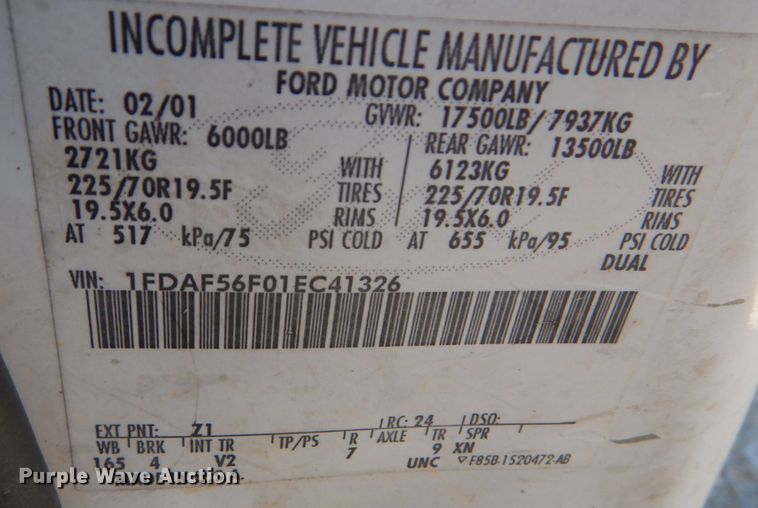 INCOMPLETE VEHICLE MANUFACTURED BY
FORD MOTOR COMPANY
DATE: 02/01 GVWR: 17500LB/7937KG
FRONT GAWR: 6000LB REAR GAWR: 13500LB
2721KG WITH 6123KG WITH
225/70R19.5F TIRES 225/70R19.5F TIRES
19.5X6.0 RIMS 19.5X6.0 RIMS
AT 517 kPa/75 PSI COLD AT 655 kPa/95 PSI COLD
DUAL
VIN: 1FDAF56F01EC41326
EXT PNT: Z1 RC: 24 DSO:
WB BRK INT TR TP/PS R AXLE TR SPR
165 4 V2 7 9 XN
UNC F85B-1520472-AB
Purple Wave Auction